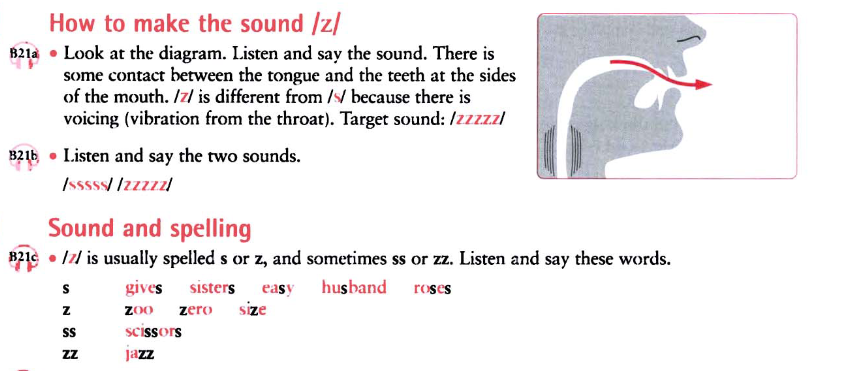 How to make the sound /z/
B21a • Look at the diagram. Listen and say the sound. There is
some contact between the tongue and the teeth at the sides
of the mouth. /z/ is different from /s/ because there is
voicing (vibration from the throat). Target sound: /zzzzz/
B21b • Listen and say the two sounds.
/sssss/ /zzzzz/
Sound and spelling
B21c • /z/ is usually spelled s or z, and sometimes ss or zz. Listen and say these words.
s gives sisters easy husband roses
z zoo zero size
ss scissors
zz jazz